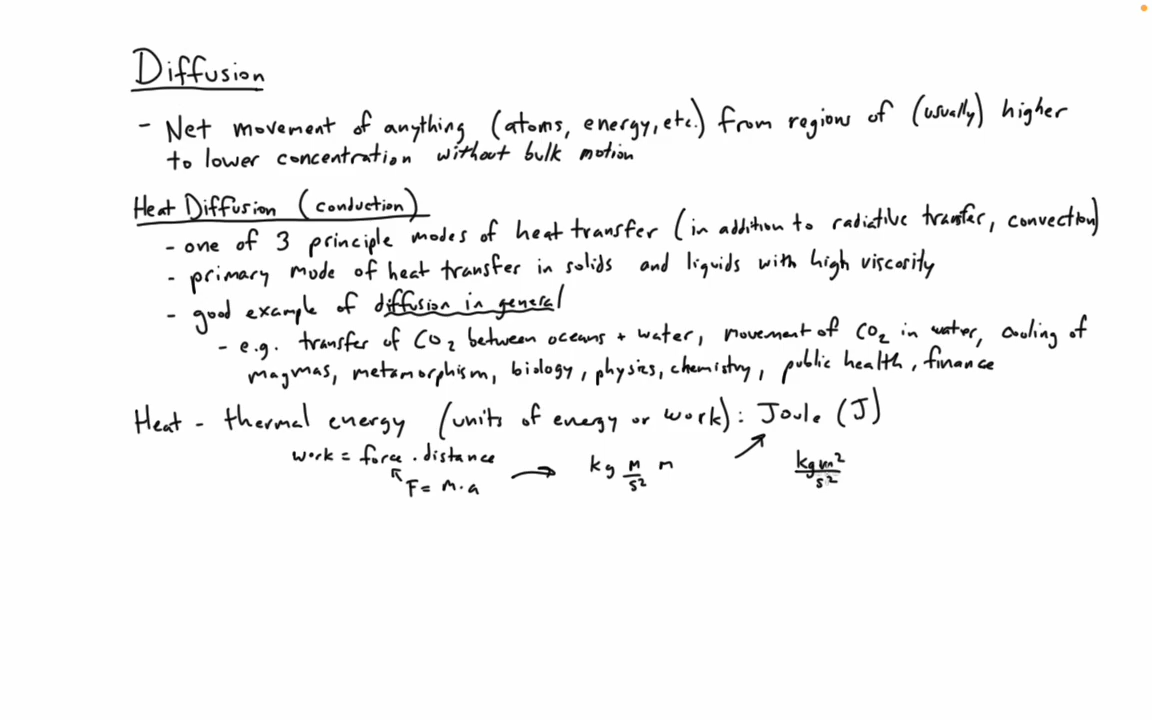 Diffusion
- Net movement of anything (atoms, energy, etc.) from regions of (usually) higher
to lower concentration without bulk motion
Heat Diffusion (conduction)
- one of 3 principle modes of heat transfer (in addition to radiative transfer, convection)
- primary mode of heat transfer in solids and liquids with high viscosity
- good example of diffusion in general
- e.g. transfer of CO₂ between oceans + water, movement of CO₂ in water, cooling of
magmas, metamorphism, biology, physics, chemistry, public health, finance
Heat - thermal energy (units of energy or work): Joule (J)
work = force · distance → kg m/s² m kg m²/s²
F = m·a